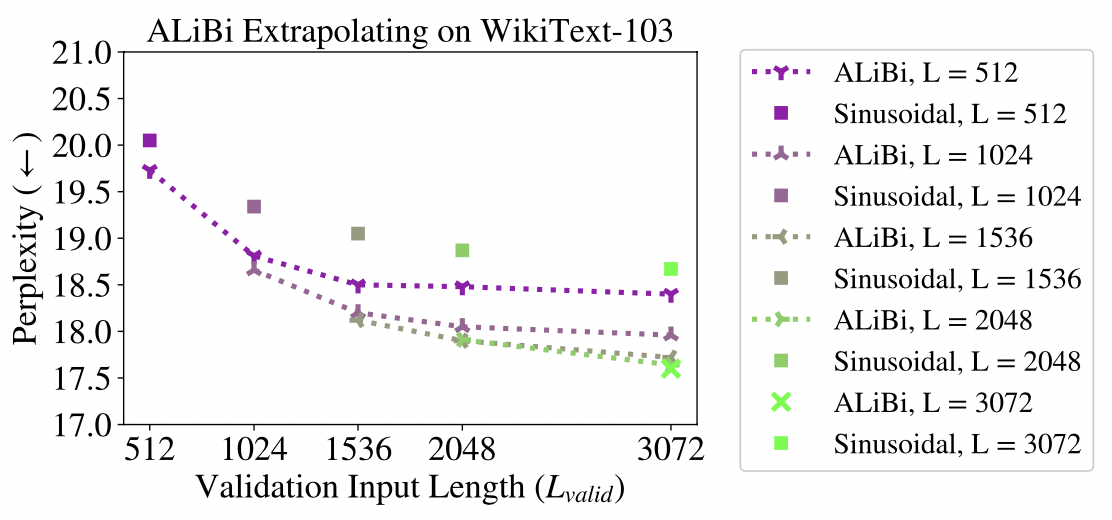 ALiBi Extrapolating on WikiText-103
21.0
20.5
20.0
19.5
19.0
18.5
18.0
17.5
17.0
Perplexity (←)
512 1024 1536 2048 3072
Validation Input Length (L_valid)
ALiBi, L = 512
Sinusoidal, L = 512
ALiBi, L = 1024
Sinusoidal, L = 1024
ALiBi, L = 1536
Sinusoidal, L = 1536
ALiBi, L = 2048
Sinusoidal, L = 2048
ALiBi, L = 3072
Sinusoidal, L = 3072